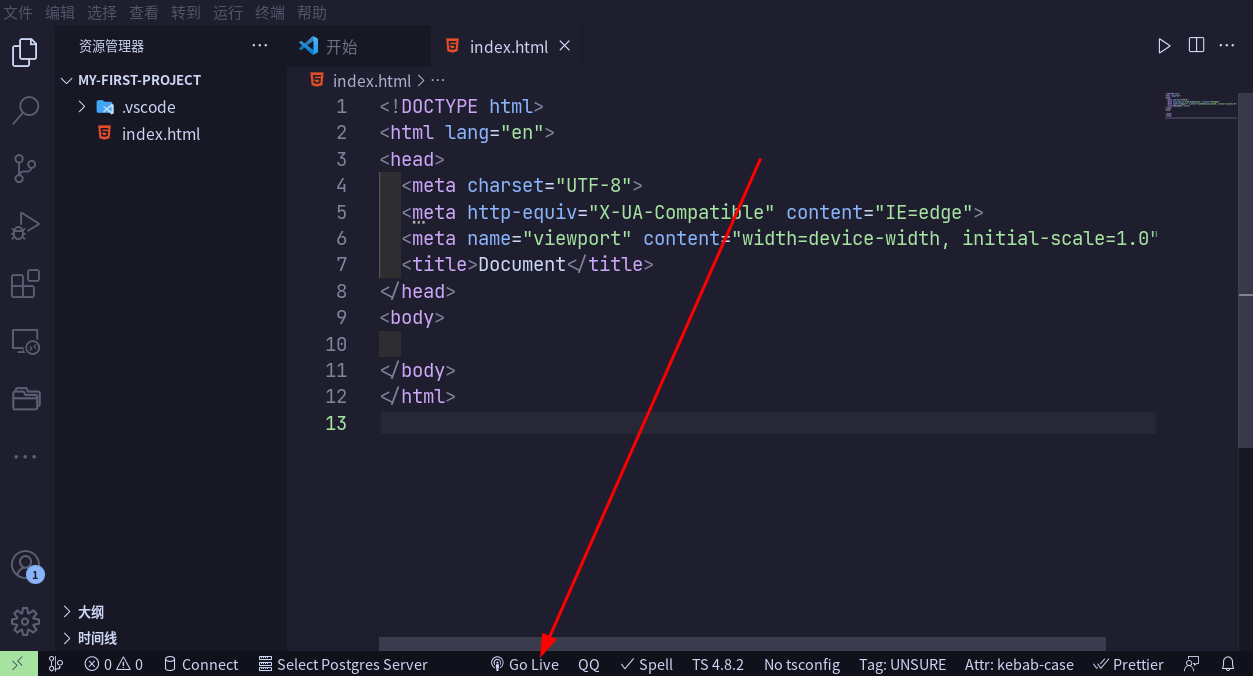 文件 编辑 选择 查看 转到 运行 终端 帮助
资源管理器 ···
MY-FIRST-PROJECT
.vscode
index.html
1
大纲
时间线
开始 index.html
index.html ···
1 <!DOCTYPE html>
2 <html lang="en">
3 <head>
4 <meta charset="UTF-8">
5 <meta http-equiv="X-UA-Compatible" content="IE=edge">
6 <meta name="viewport" content="width=device-width, initial-scale=1.0"
7 <title>Document</title>
8 </head>
9 <body>
10
11 </body>
12 </html>
13
0 0 Connect Select Postgres Server Go Live QQ Spell TS 4.8.2 No tsconfig Tag: UNSURE Attr: kebab-case Prettier